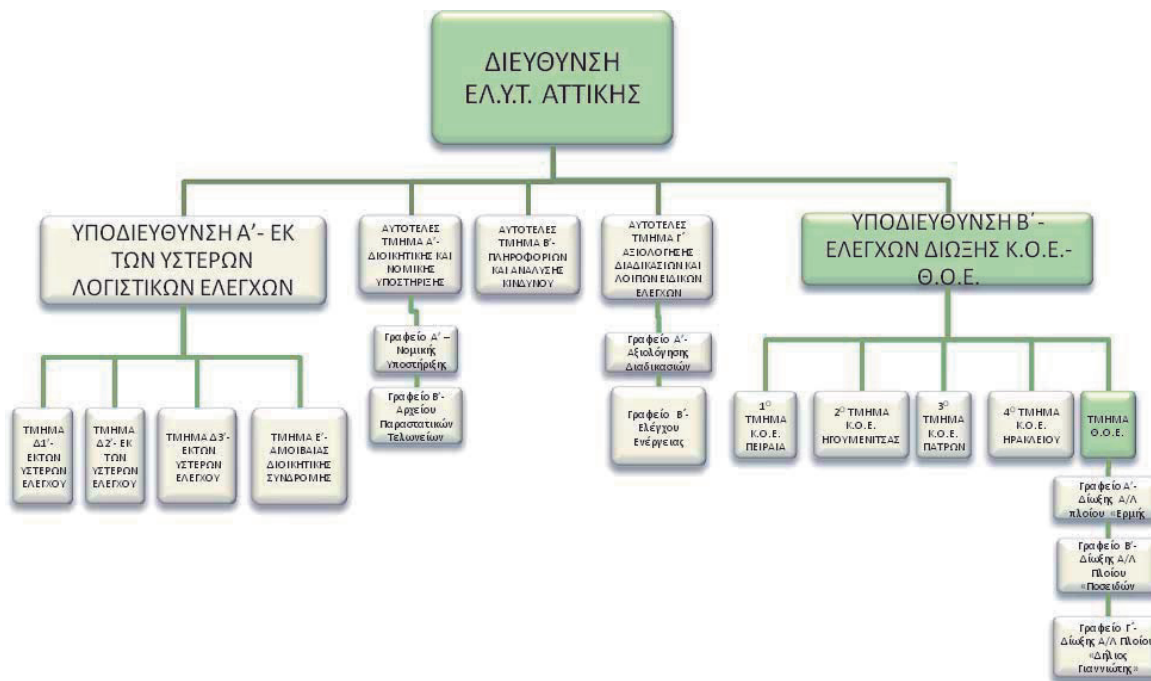 ΔΙΕΥΘΥΝΣΗ
ΕΛ.Υ.Τ. ΑΤΤΙΚΗΣ
ΥΠΟΔΙΕΥΘΥΝΣΗ Α’- ΕΚ
ΤΩΝ ΥΣΤΕΡΩΝ
ΛΟΓΙΣΤΙΚΩΝ ΕΛΕΓΧΩΝ
ΑΥΤΟΤΕΛΕΣ
ΤΜΗΜΑ Α’-
ΔΙΟΙΚΗΤΙΚΗΣ ΚΑΙ
ΝΟΜΙΚΗΣ
ΥΠΟΣΤΗΡΙΞΗΣ
ΑΥΤΟΤΕΛΕΣ
ΤΜΗΜΑ Β’-
ΠΛΗΡΟΦΟΡΙΩΝ
ΚΑΙ ΑΝΑΛΥΣΗΣ
ΚΙΝΔΥΝΟΥ
ΑΥΤΟΤΕΛΕΣ
ΤΜΗΜΑ Γ΄
ΑΞΙΟΛΟΓΗΣΗΣ
ΔΙΑΔΙΚΑΣΙΩΝ ΚΑΙ
ΛΟΙΠΩΝ ΕΙΔΙΚΩΝ
ΕΛΕΓΧΩΝ
ΥΠΟΔΙΕΥΘΥΝΣΗ Β΄-
ΕΛΕΓΧΩΝ ΔΙΩΞΗΣ Κ.Ο.Ε.-
Θ.Ο.Ε.
Γραφείο Α’ –
Νομικής
Υποστήριξης
Γραφείο Β’-
Αρχείου
Παραστατικών
Τελωνείων
Γραφείο Α’-
Αξιολόγησης
Διαδικασιών
Γραφείο Β’-
Ελέγχου
Ενέργειας
ΤΜΗΜΑ
Δ1’-
ΕΚ ΤΩΝ
ΥΣΤΕΡΩΝ
ΕΛΕΓΧΟΥ
ΤΜΗΜΑ
Δ2’- ΕΚ
ΤΩΝ
ΥΣΤΕΡΩΝ
ΕΛΕΓΧΟΥ
ΤΜΗΜΑ Δ3’-
ΕΚ ΤΩΝ
ΥΣΤΕΡΩΝ
ΕΛΕΓΧΟΥ
ΤΜΗΜΑ Ε’-
ΑΜΟΙΒΑΙΑΣ
ΔΙΟΙΚΗΤΙΚΗΣ
ΣΥΝΔΡΟΜΗΣ
1Ο
ΤΜΗΜΑ
Κ.Ο.Ε.
ΠΕΙΡΑΙΑ
2Ο ΤΜΗΜΑ
Κ.Ο.Ε.
ΗΓΟΥΜΕΝΙΤΣΑΣ
3Ο
ΤΜΗΜΑ
Κ.Ο.Ε.
ΠΑΤΡΩΝ
4Ο ΤΜΗΜΑ
Κ.Ο.Ε.
ΗΡΑΚΛΕΙΟΥ
ΤΜΗΜΑ
Θ.Ο.Ε.
Γραφείο Α’-
Δίωξης Α/Λ
πλοίου «Ερμής
Γραφείο Β’-
Δίωξης Α/Λ
Πλοίου
«Ποσειδών
Γραφείο Γ’-
Δίωξης Α/Λ Πλοίου
«Δήλιος
Γιαννιώτης»